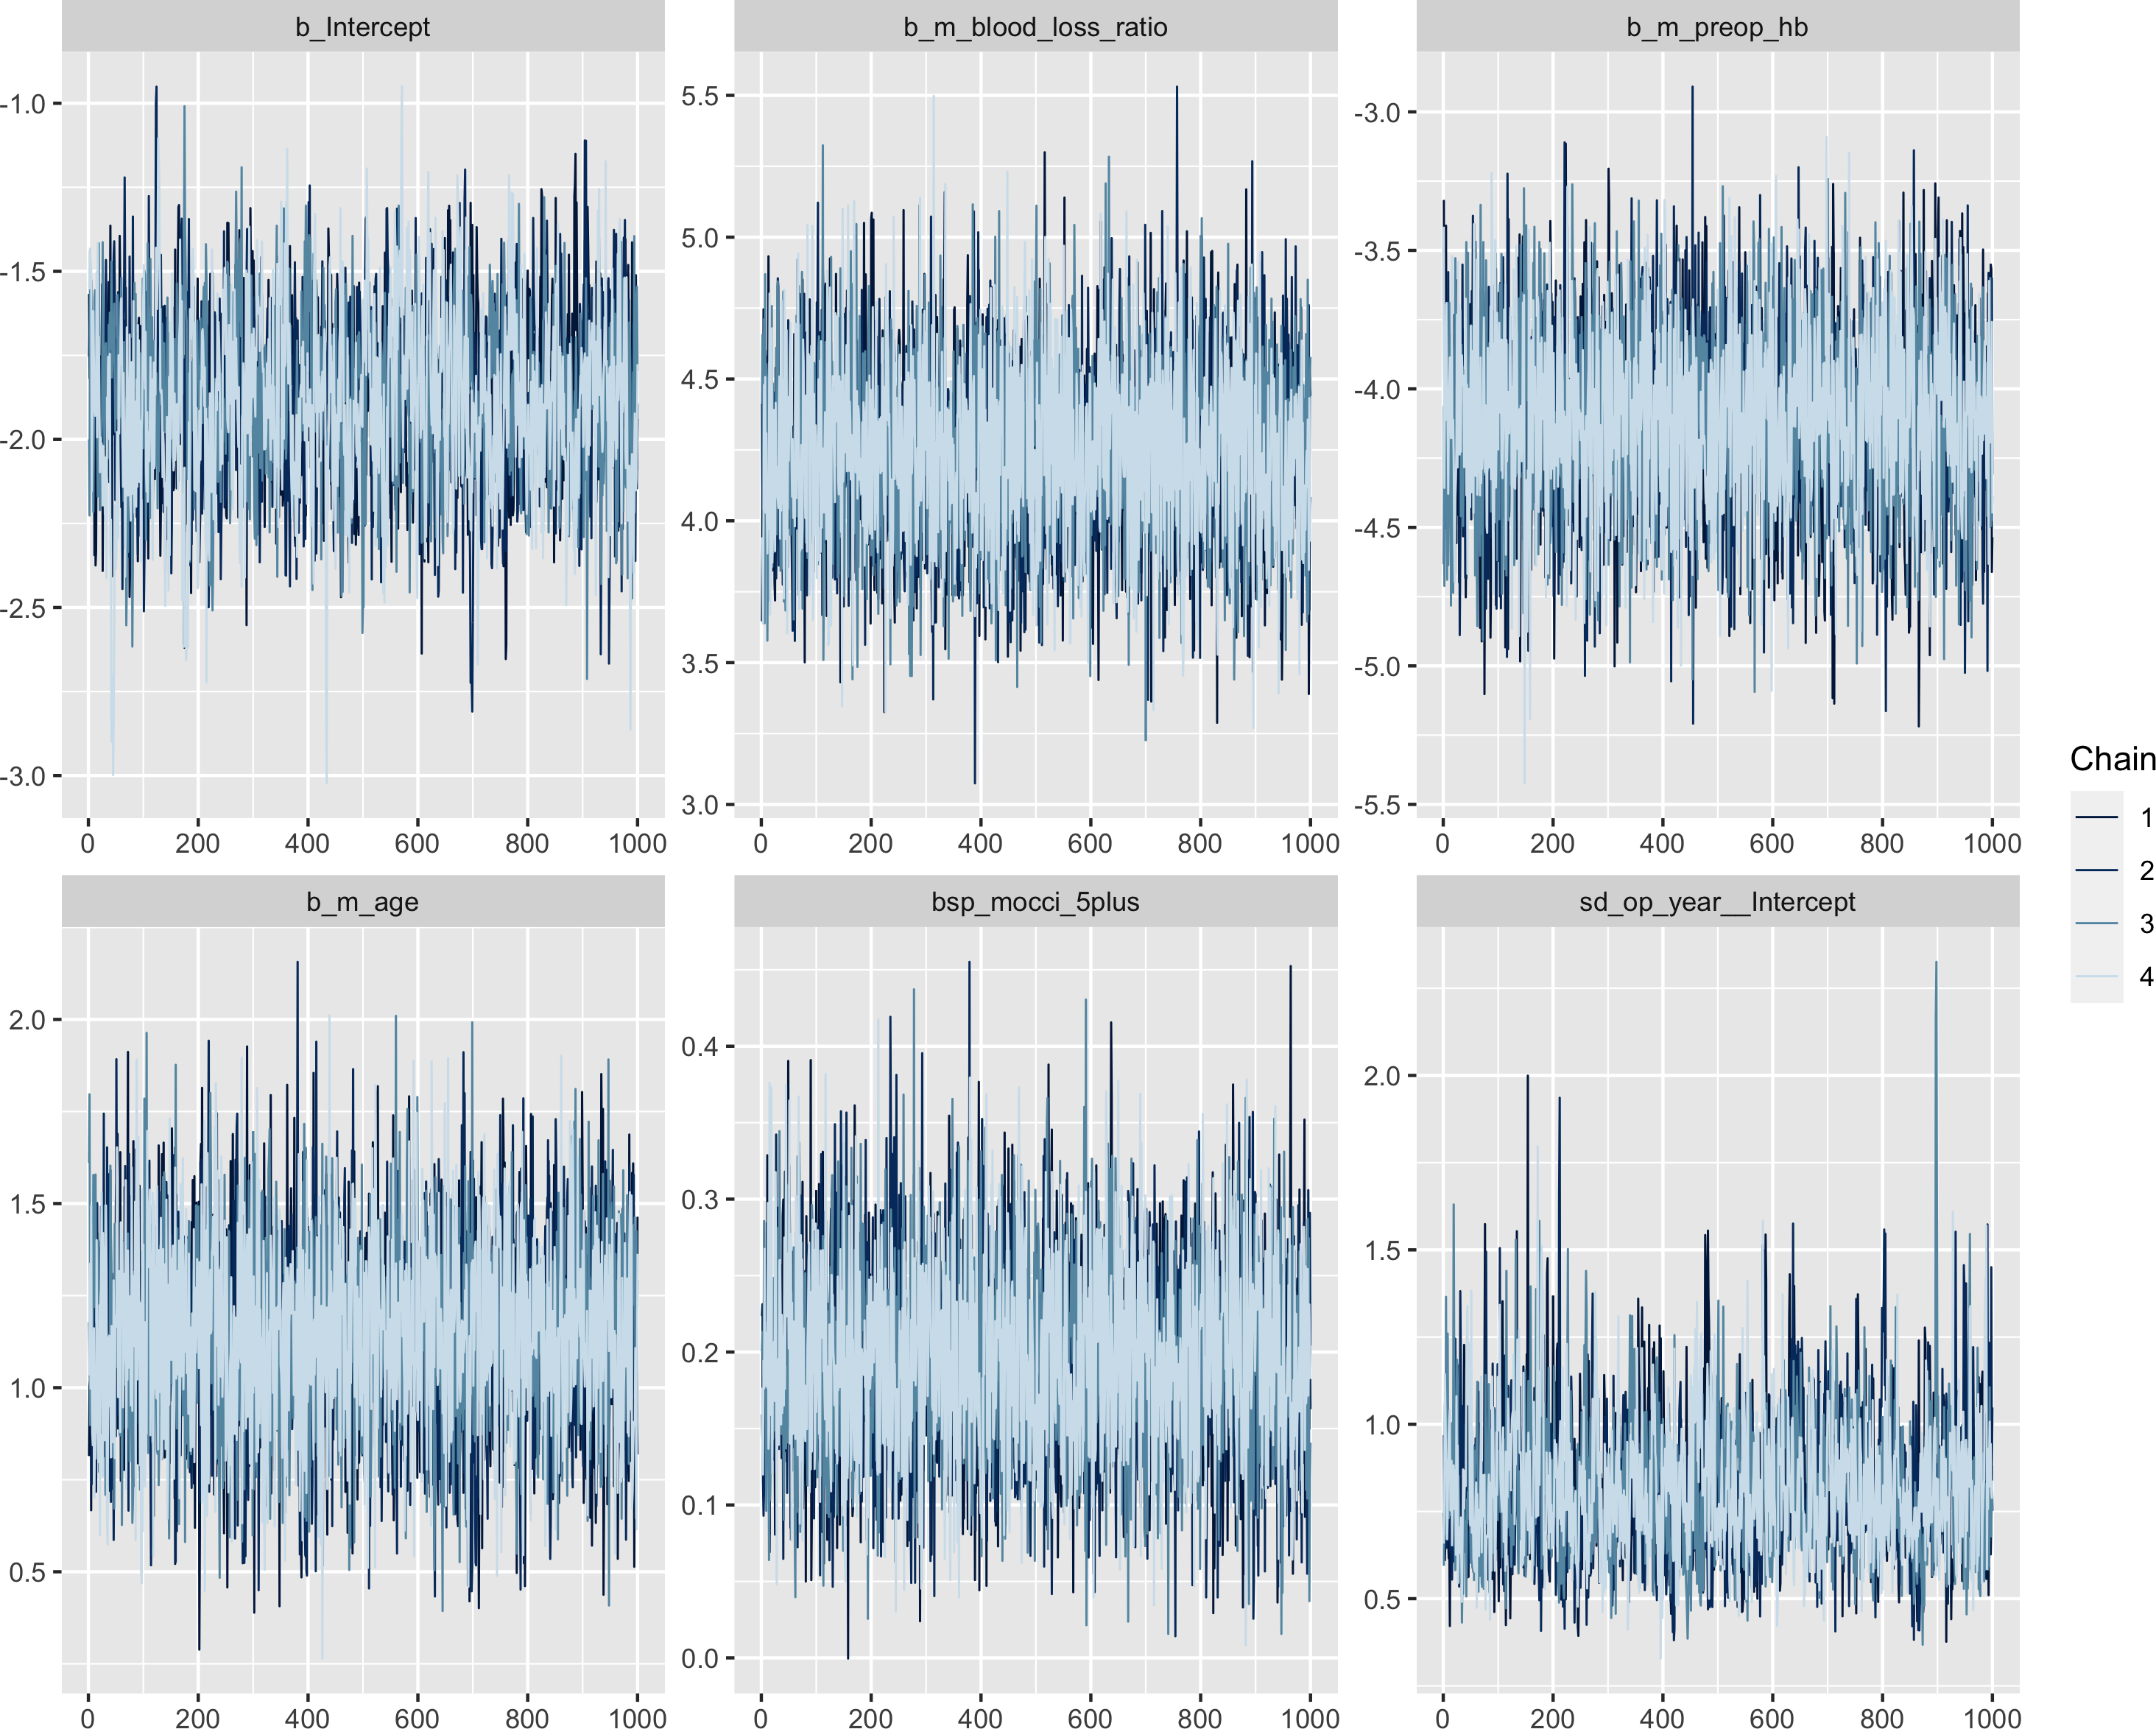 b_Intercept
b_m_blood_loss_ratio
b_m_preop_hb
-1.0
-1.5
-2.0
-2.5
-3.0
0 200 400 600 800 1000
5.5
5.0
4.5
4.0
3.5
3.0
0 200 400 600 800 1000
-3.0
-3.5
-4.0
-4.5
-5.0
-5.5
0 200 400 600 800 1000
b_m_age
bsp_mocci_5plus
sd_op_year__Intercept
2.0
1.5
1.0
0.5
0 200 400 600 800 1000
0.4
0.3
0.2
0.1
0.0
0 200 400 600 800 1000
2.0
1.5
1.0
0.5
0 200 400 600 800 1000
Chain
1
2
3
4